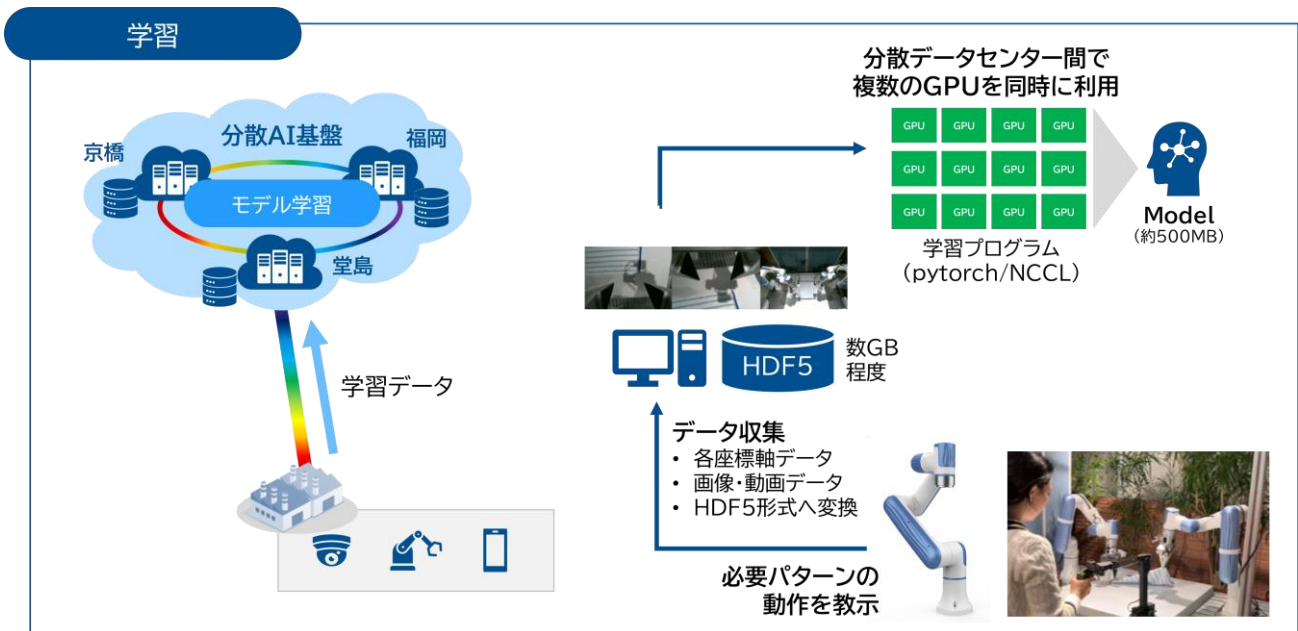 学習
分散AI基盤
京橋
福岡
モデル学習
堂島
学習データ
分散データセンター間で
複数のGPUを同時に利用
GPU GPU GPU GPU
GPU GPU GPU GPU
GPU GPU GPU GPU
学習プログラム
(pytorch/NCCL)
Model
(約500MB)
HDF5
数GB
程度
データ収集
• 各座標軸データ
• 画像・動画データ
• HDF5形式へ変換
必要パターンの
動作を教示